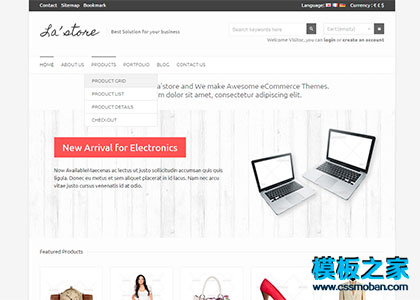 Contact Sitemap Bookmark
Language: Currency : € £ $
La'store
Best Solution for your business
Search keywords here
Cart(Empty)
Welcome Visitor, you can login or create an account
HOME ABOUT US PRODUCTS PORTFOLIO BLOG CONTACT US
PRODUCT GRID
PRODUCT LIST
PRODUCT DETAILS
CHECKOUT
La'store and We make Awesome eCommerce Themes.
dolor sit amet, consectetur adipiscing elit.
New Arrival for Electronics
Now Available! aecenas ac lectus ut justo sollicitudin accumsan quis quis
ligula. Donec eu metus et sem aliquet placerat in id lacus. Nam nec arcu
vitae justo cursus venenatis id at odio.
Featured Products
模板之家
www.cssmoban.com